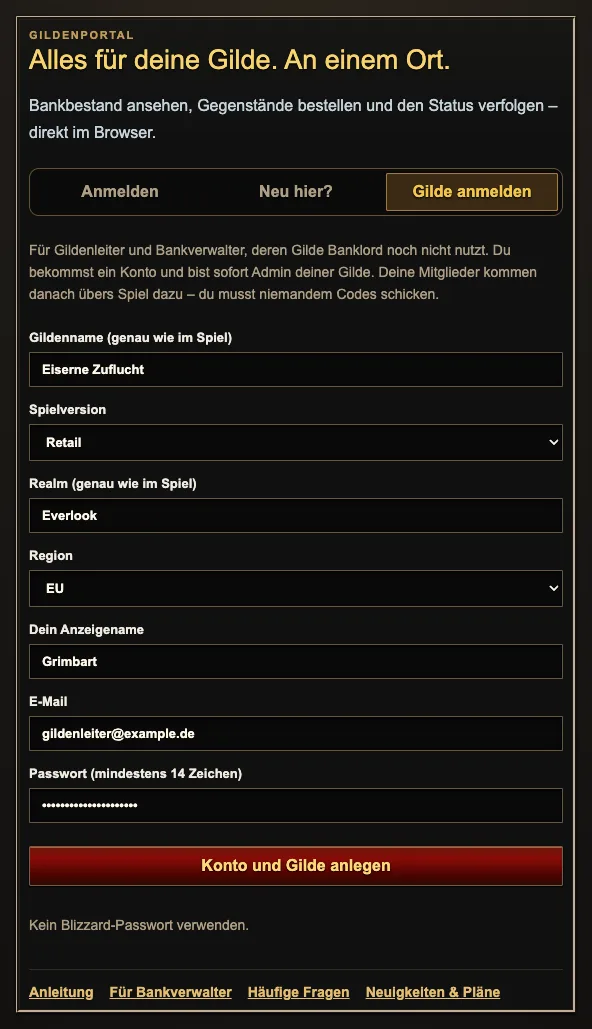 GILDENPORTAL
Alles für deine Gilde. An einem Ort.
Bankbestand ansehen, Gegenstände bestellen und den Status verfolgen –
direkt im Browser.
Anmelden
Neu hier?
Gilde anmelden
Für Gildenleiter und Bankverwalter, deren Gilde Banklord noch nicht nutzt. Du
bekommst ein Konto und bist sofort Admin deiner Gilde. Deine Mitglieder kommen
danach übers Spiel dazu – du musst niemandem Codes schicken.
Gildenname (genau wie im Spiel)
Eiserne Zuflucht
Spielversion
Retail
Realm (genau wie im Spiel)
Everlook
Region
EU
Dein Anzeigename
Grimbart
E-Mail
gildenleiter@example.de
Passwort (mindestens 14 Zeichen)
•••••••••••••••••••••
Konto und Gilde anlegen
Kein Blizzard-Passwort verwenden.
Anleitung
Für Bankverwalter
Häufige Fragen
Neuigkeiten & Pläne